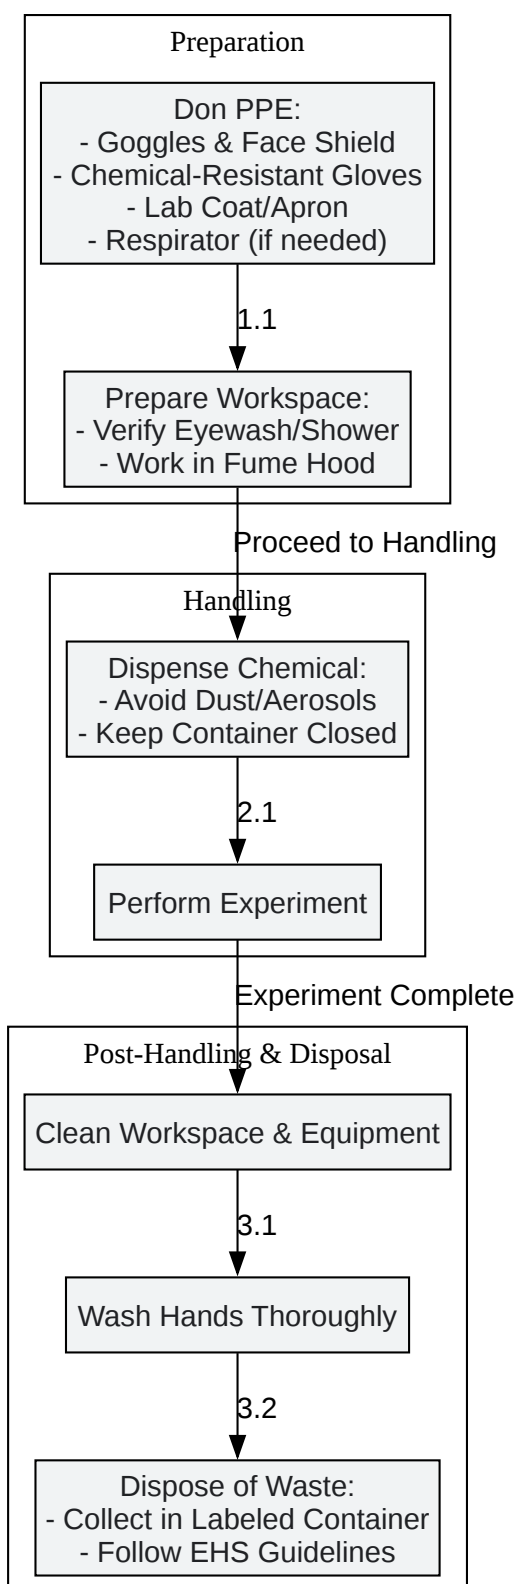 Preparation
Don PPE:
- Goggles & Face Shield
- Chemical-Resistant Gloves
- Lab Coat/Apron
- Respirator (if needed)
1.1
Prepare Workspace:
- Verify Eyewash/Shower
- Work in Fume Hood
Proceed to Handling
Handling
Dispense Chemical:
- Avoid Dust/Aerosols
- Keep Container Closed
2.1
Perform Experiment
Experiment Complete
Post-Handling & Disposal
Clean Workspace & Equipment
3.1
Wash Hands Thoroughly
3.2
Dispose of Waste:
- Collect in Labeled Container
- Follow EHS Guidelines